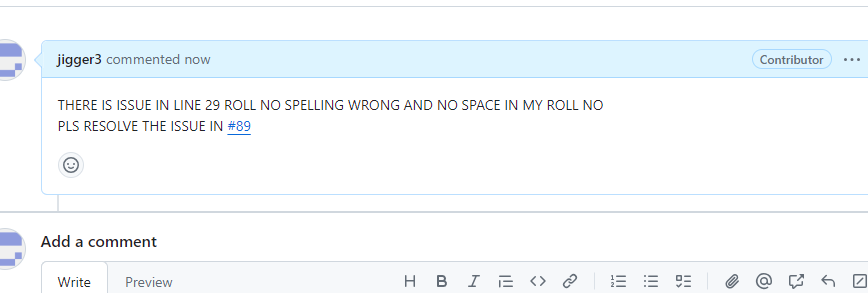 jigger3 commented now
Contributor
THERE IS ISSUE IN LINE 29 ROLL NO SPELLING WRONG AND NO SPACE IN MY ROLL NO
PLS RESOLVE THE ISSUE IN #89
Add a comment
Write
Preview